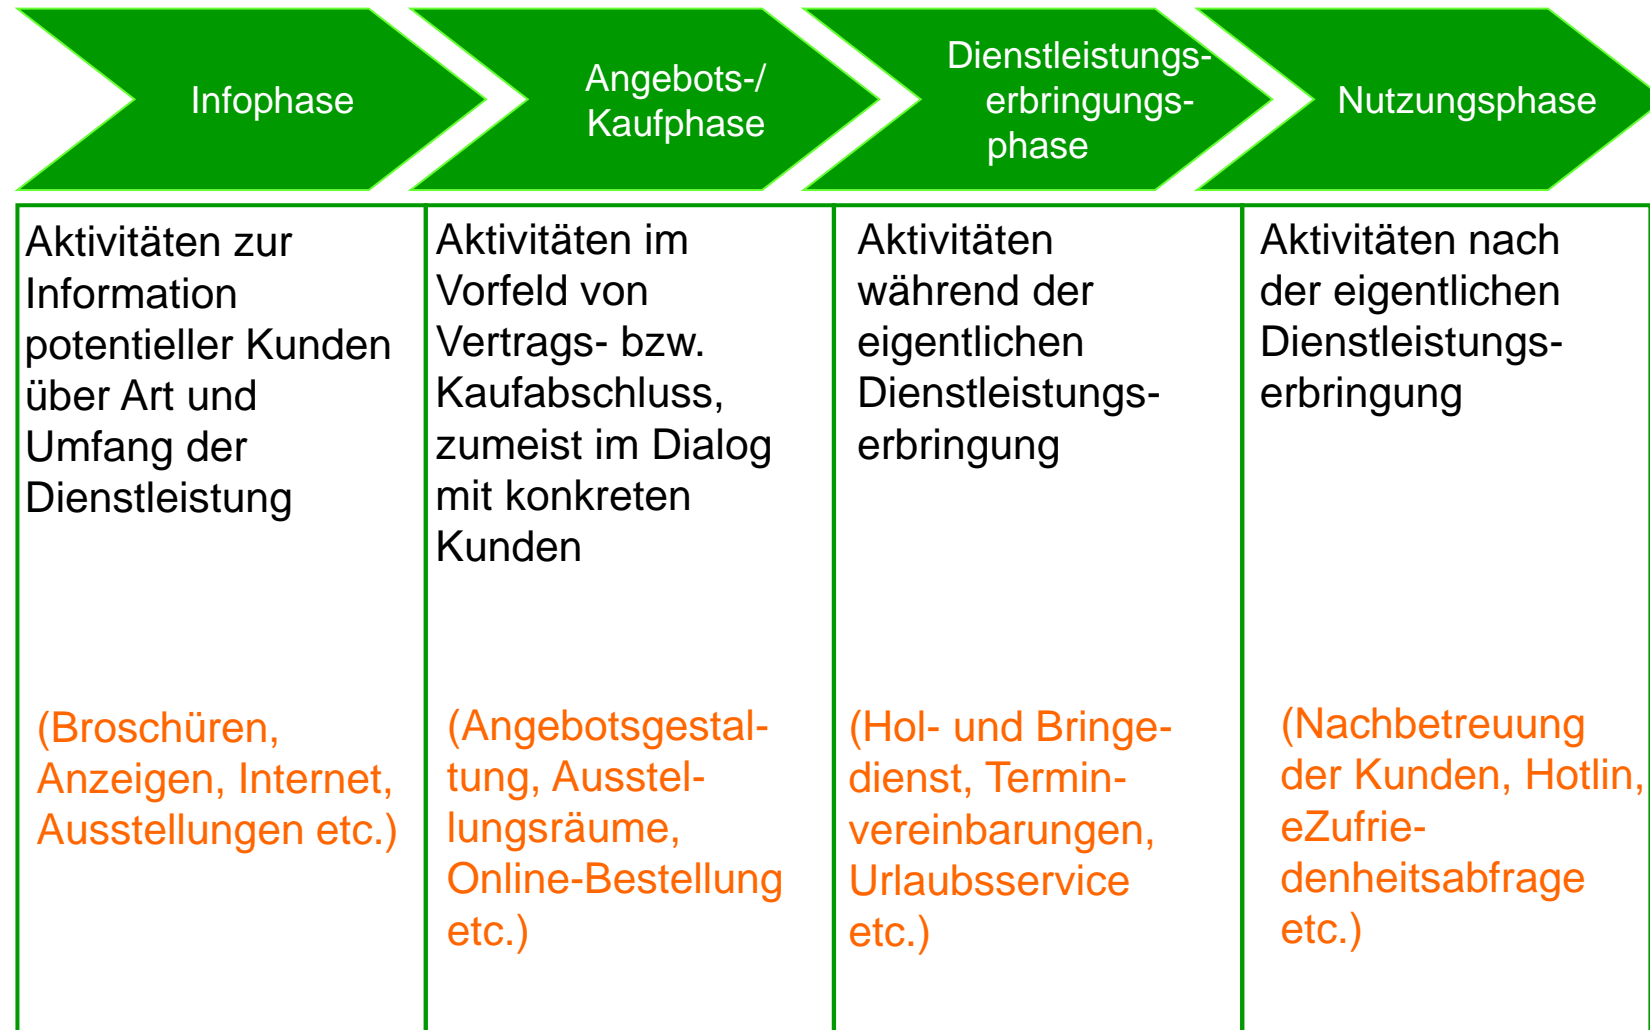 Infophase
Angebots-/
Kaufphase
Dienstleistungs-
erbringungs-
phase
Nutzungsphase
Aktivitäten zur
Information
potentieller Kunden
über Art und
Umfang der
Dienstleistung
(Broschüren,
Anzeigen, Internet,
Ausstellungen etc.)
Aktivitäten im
Vorfeld von
Vertrags- bzw.
Kaufabschluss,
zumeist im Dialog
mit konkreten
Kunden
(Angebotsgestal-
tung, Ausstel-
lungsräume,
Online-Bestellung
etc.)
Aktivitäten
während der
eigentlichen
Dienstleistungs-
erbringung
(Hol- und Bringe-
dienst, Termin-
vereinbarungen,
Urlaubsservice
etc.)
Aktivitäten nach
der eigentlichen
Dienstleistungs-
erbringung
(Nachbetreuung
der Kunden, Hotlin,
eZufrie-
denheitsabfrage
etc.)